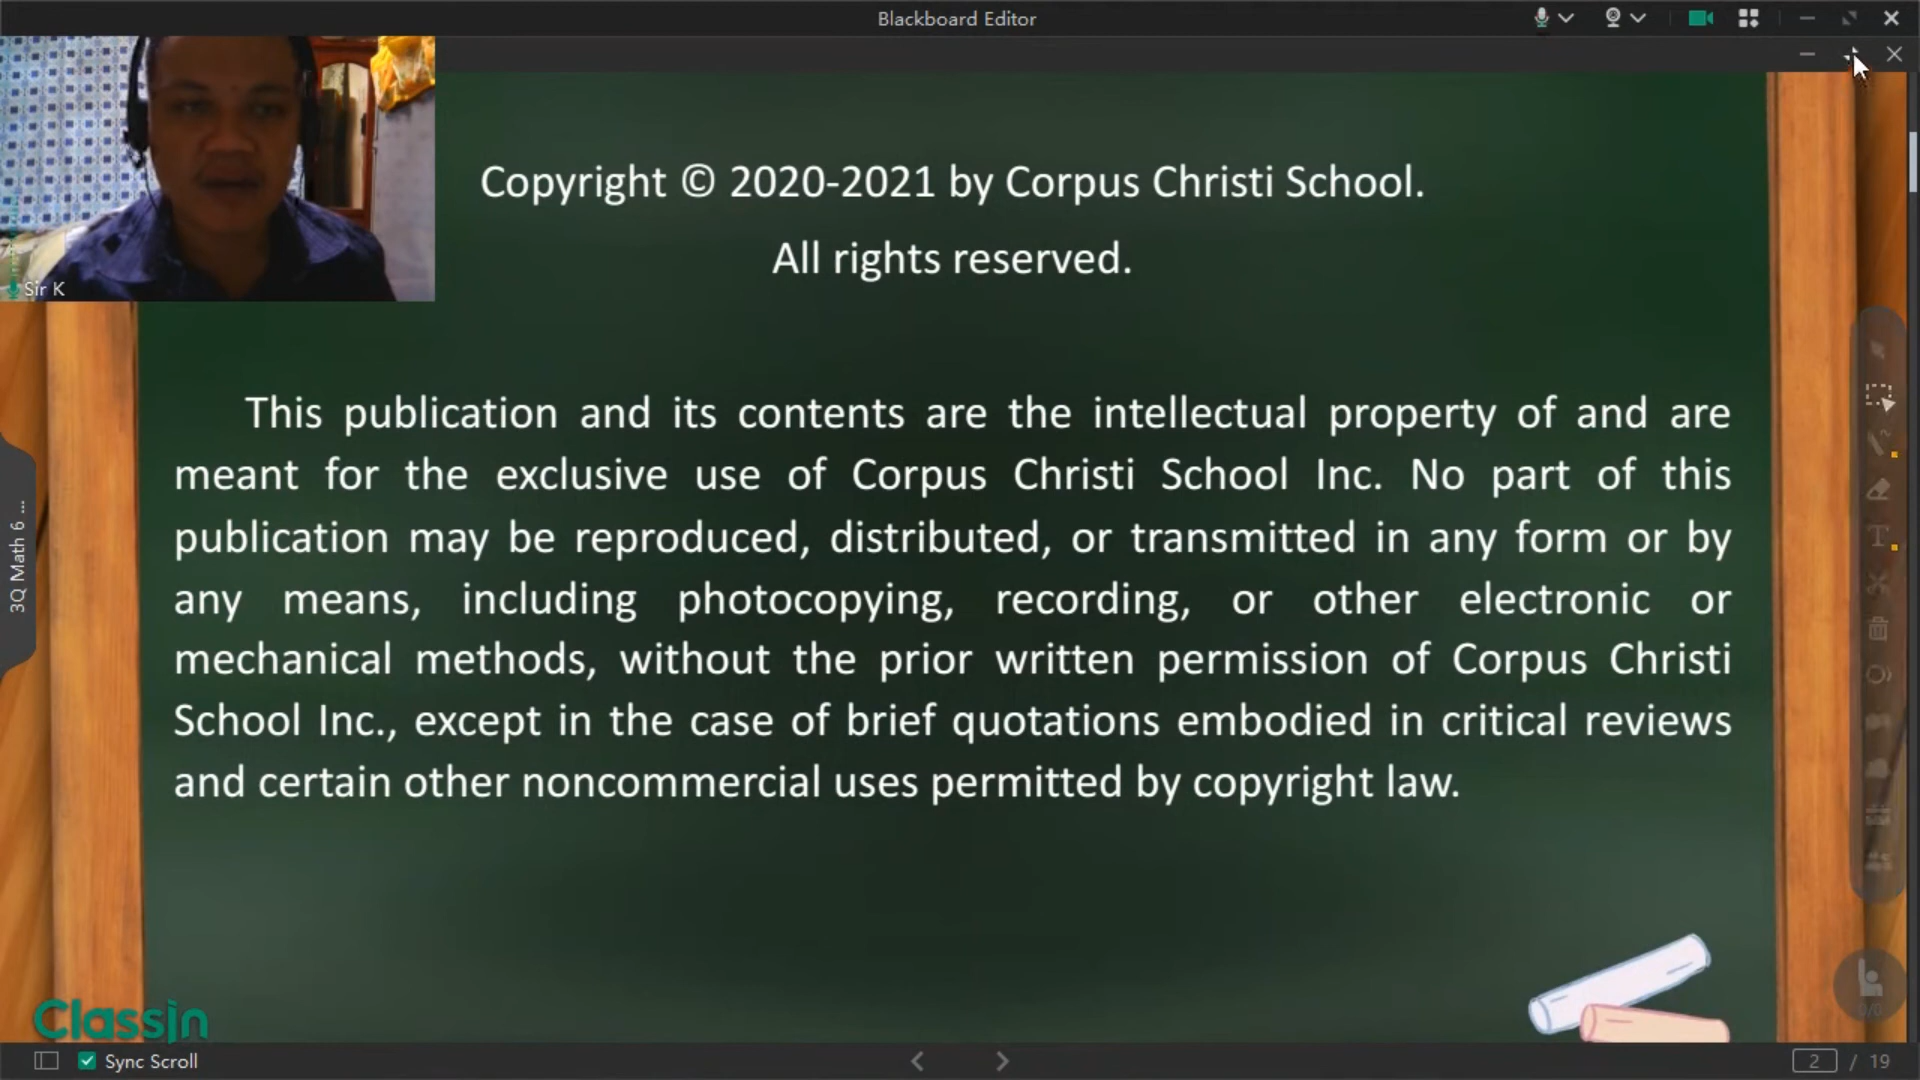 Blackboard Editor
Sir K
Copyright © 2020-2021 by Corpus Christi School.
All rights reserved.
This publication and its contents are the intellectual property of and are
meant for the exclusive use of Corpus Christi School Inc. No part of this
publication may be reproduced, distributed, or transmitted in any form or by
any means, including photocopying, recording, or other electronic or
mechanical methods, without the prior written permission of Corpus Christi
School Inc., except in the case of brief quotations embodied in critical reviews
and certain other noncommercial uses permitted by copyright law.
3Q Math 6 ...
0/0
ClassIn
Sync Scroll
2 / 19